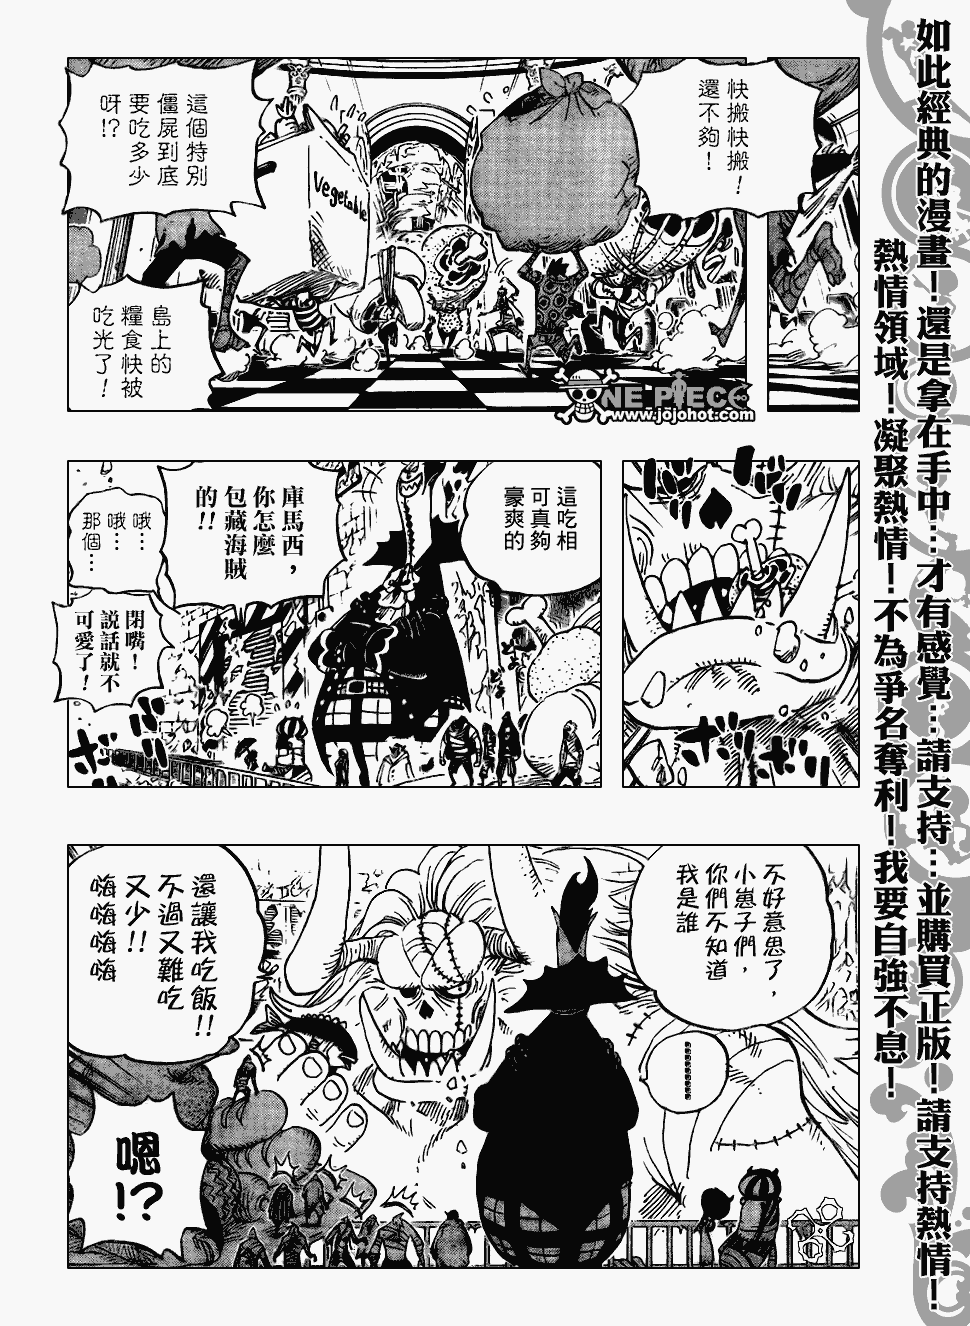 如此經典的漫畫！還是拿在手中…才有感覺…請支持…並購買正版！請支持熱情！
熱情領域！凝聚熱情！不為爭名奪利！我要自強不息！
快搬快搬！
還不夠！
這個特別
僵屍到底
要吃多少
呀!?
Vegetable
島上的
糧食快被
吃光了！
ONE PIECE
www.jojohot.com
這吃相
可真夠
豪爽的
庫馬西，
你怎麼
包藏海賊
的!!
哦…
哦…
那個…
閉嘴！
說話就不
可愛了！
不好意思了，
小崽子們，
你們不知道
我是誰
還讓我吃飯!!
不過又難吃
又少!!
嗨嗨嗨嗨
嗯!?